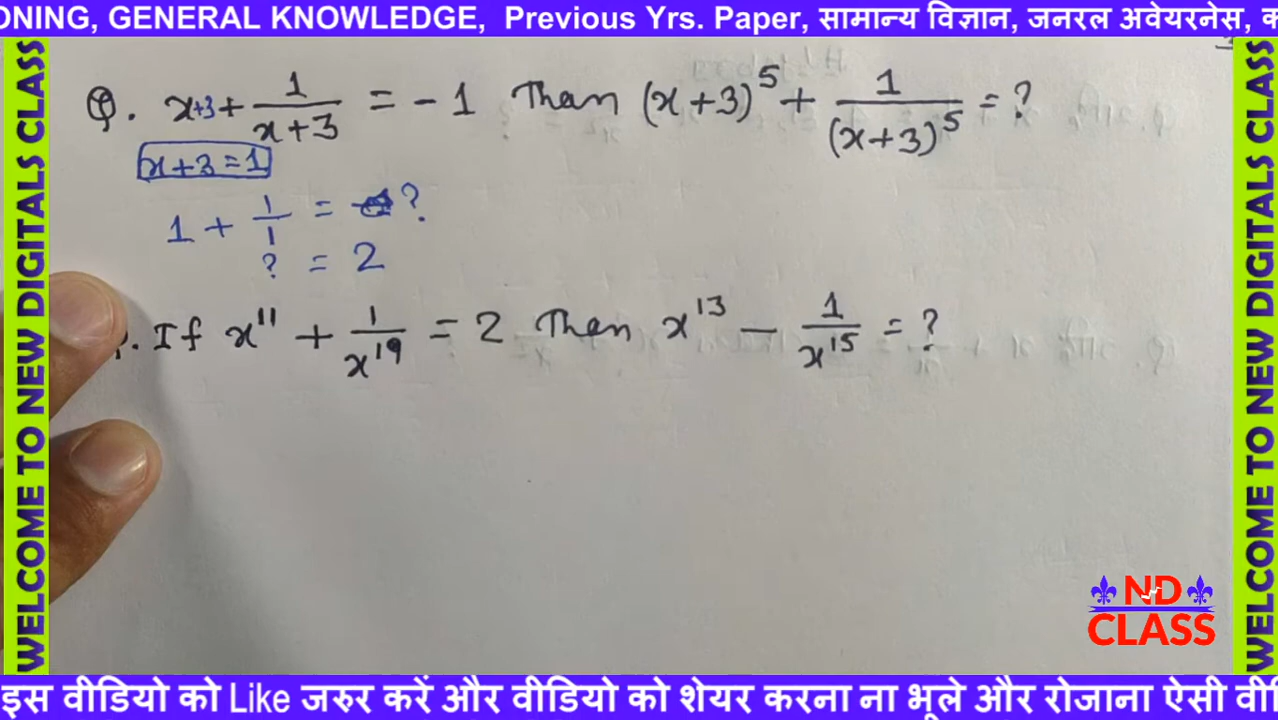 ONING, GENERAL KNOWLEDGE, Previous Yrs. Paper, सामान्य विज्ञान, जनरल अवेयरनेस, क
WELCOME TO NEW DIGITALS CLASS
Q. x+3 + 1/(x+3) = -1 Than (x+3)^5 + 1/(x+3)^5 = ?
x+3=1
1 + 1/1 = ?
? = 2
. If x^11 + 1/x^19 = 2 Then x^13 - 1/x^15 = ?
ND
CLASS
WELCOME TO NEW DIGITALS CLASS
इस वीडियो को Like जरुर करें और वीडियो को शेयर करना ना भूले और रोजाना ऐसी वी